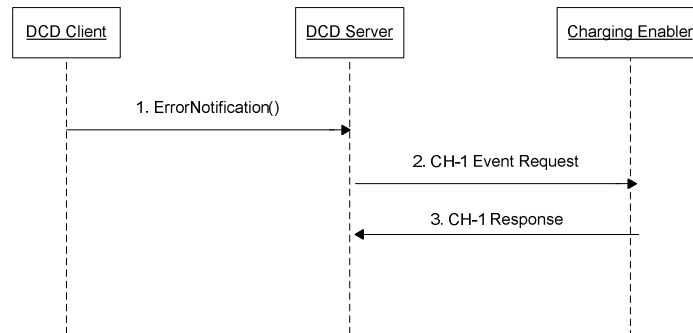 DCD Client
DCD Server
Charging Enabler
1. ErrorNotification()
2. CH-1 Event Request
3. CH-1 Response